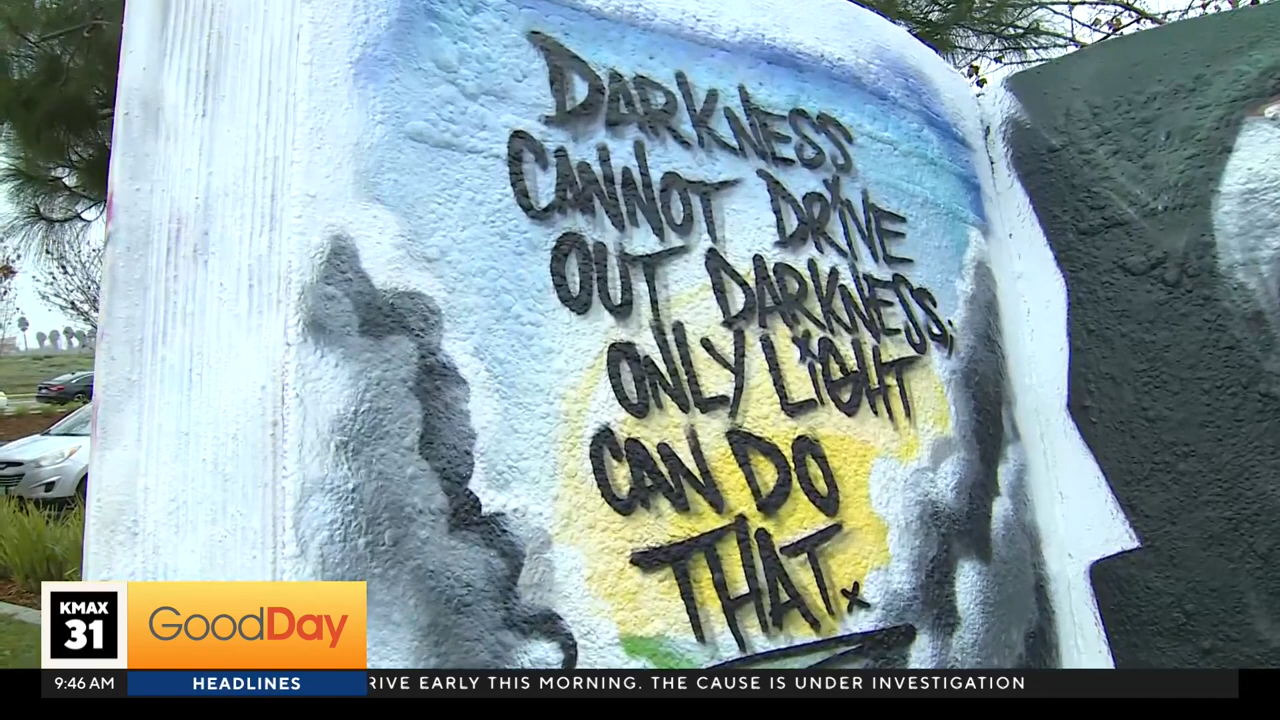 DARKNESS
CANNOT DRIVE
OUT DARKNESS;
ONLY LIGHT
CAN DO
THAT.
KMAX
31
GoodDay
9:46 AM
HEADLINES
RIVE EARLY THIS MORNING. THE CAUSE IS UNDER INVESTIGATION